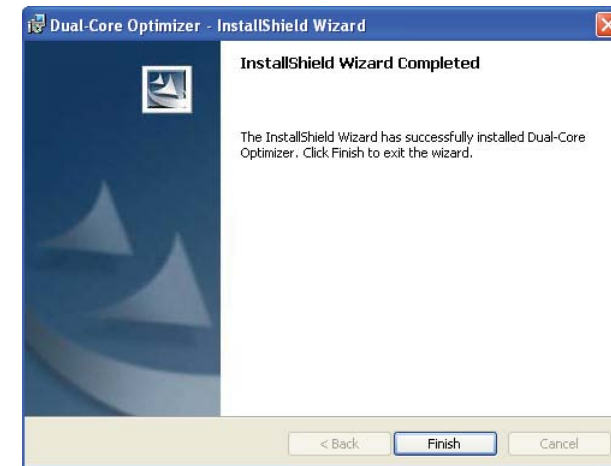 Dual-Core Optimizer - InstallShield Wizard
InstallShield Wizard Completed
The InstallShield Wizard has successfully installed Dual-Core
Optimizer. Click Finish to exit the wizard.
< Back Finish Cancel